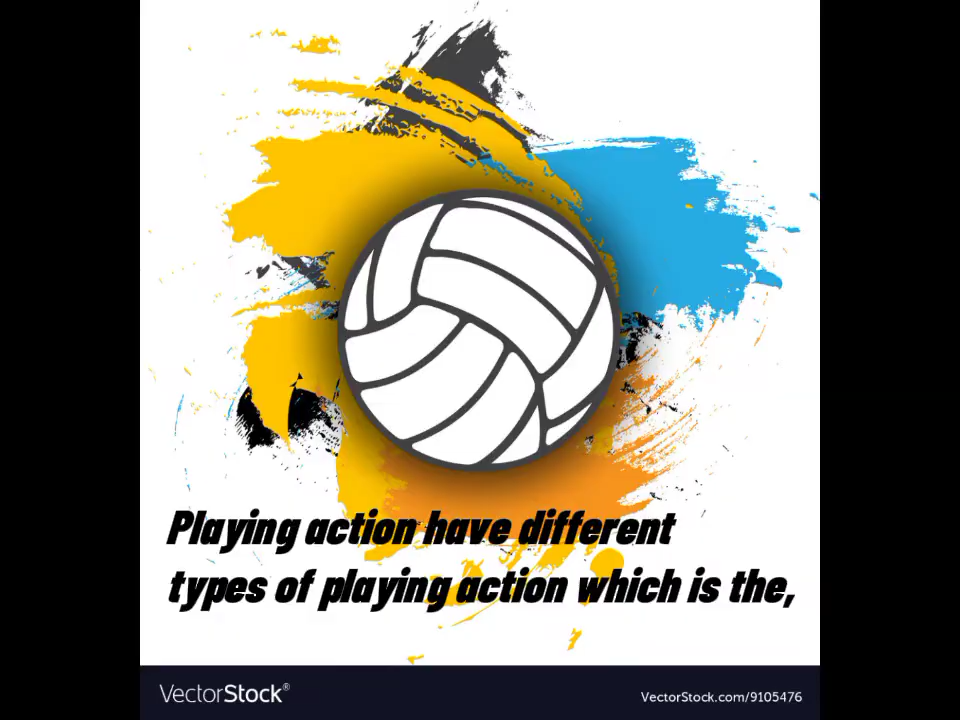 Playing action have different
types of playing action which is the,
VectorStock®
VectorStock.com/9105476